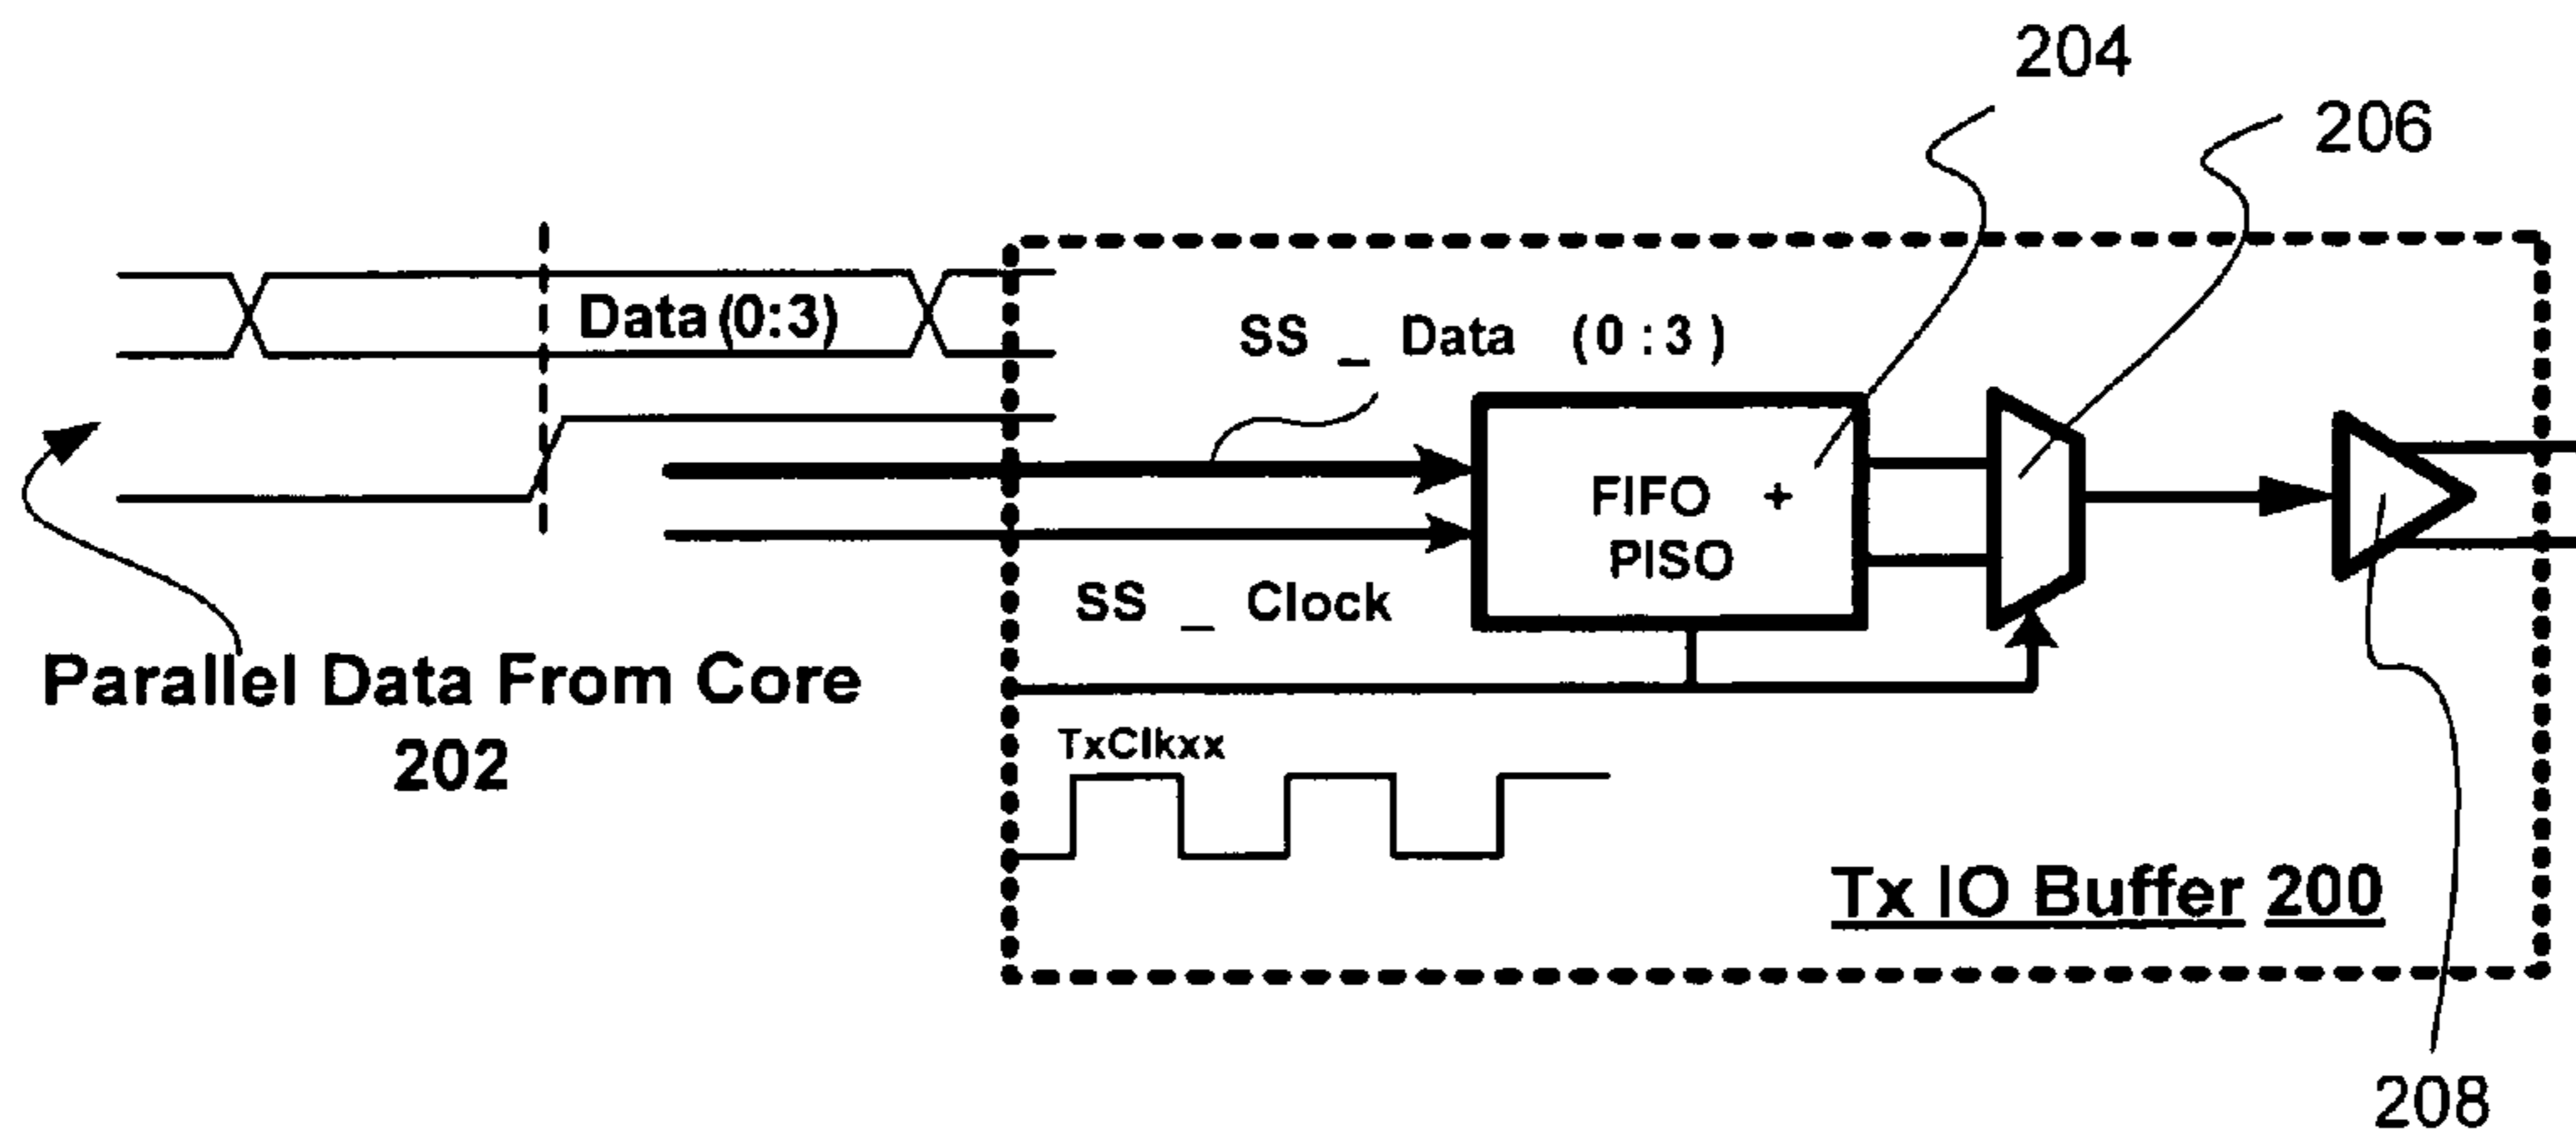 204
206
Data(0:3)
SS _ Data (0:3)
FIFO +
PISO
SS _ Clock
Parallel Data From Core
202
TxClkxx
Tx IO Buffer 200
208